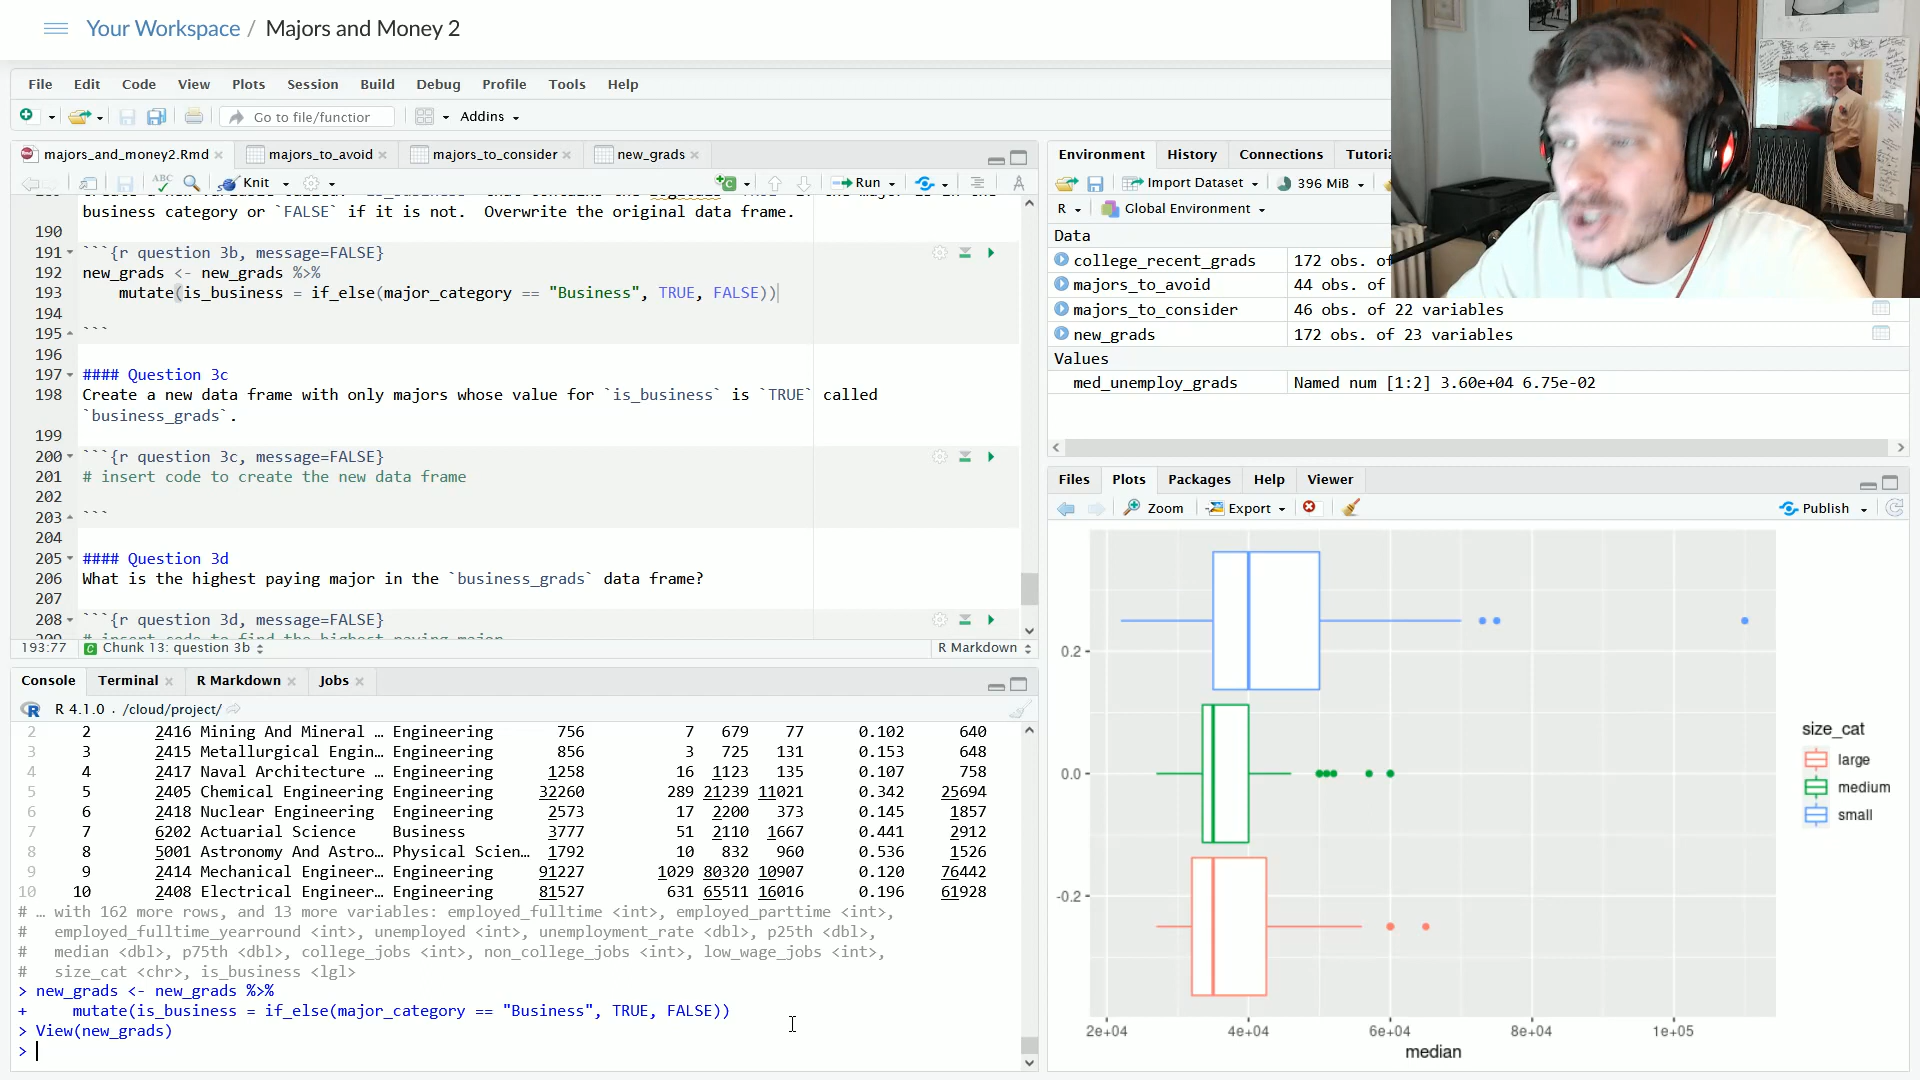 Your Workspace / Majors and Money 2
File Edit Code View Plots Session Build Debug Profile Tools Help
Go to file/function Addins
majors_and_money2.Rmd majors_to_avoid majors_to_consider new_grads
Knit Run
business category or `FALSE` if it is not.  Overwrite the original data frame.
190
191 ```{r question 3b, message=FALSE}
192 new_grads <- new_grads %>%
193 mutate(is_business = if_else(major_category == "Business", TRUE, FALSE))
194
195 ```
196
197 #### Question 3c
198 Create a new data frame with only majors whose value for `is_business` is `TRUE` called
`business_grads`.
199
200 ```{r question 3c, message=FALSE}
201 # insert code to create the new data frame
202
203 ```
204
205 #### Question 3d
206 What is the highest paying major in the `business_grads` data frame?
207
208 ```{r question 3d, message=FALSE}
209 # insert code to find the highest paying major
193:77 Chunk 13: question 3b R Markdown
Console Terminal R Markdown Jobs
R 4.1.0 · /cloud/project/
2 2 2416 Mining And Mineral … Engineering 756 7 679 77 0.102 640
3 3 2415 Metallurgical Engin… Engineering 856 3 725 131 0.153 648
4 4 2417 Naval Architecture … Engineering 1258 16 1123 135 0.107 758
5 5 2405 Chemical Engineering Engineering 32260 289 21239 11021 0.342 25694
6 6 2418 Nuclear Engineering Engineering 2573 17 2200 373 0.145 1857
7 7 6202 Actuarial Science Business 3777 51 2110 1667 0.441 2912
8 8 5001 Astronomy And Astro… Physical Scien… 1792 10 832 960 0.536 1526
9 9 2414 Mechanical Engineer… Engineering 91227 1029 80320 10907 0.120 76442
10 10 2408 Electrical Engineer… Engineering 81527 631 65511 16016 0.196 61928
# … with 162 more rows, and 13 more variables: employed_fulltime <int>, employed_parttime <int>,
# employed_fulltime_yearround <int>, unemployed <int>, unemployment_rate <dbl>, p25th <dbl>,
# median <dbl>, p75th <dbl>, college_jobs <int>, non_college_jobs <int>, low_wage_jobs <int>,
# size_cat <chr>, is_business <lgl>
> new_grads <- new_grads %>%
+ mutate(is_business = if_else(major_category == "Business", TRUE, FALSE))
> View(new_grads)
>
Environment History Connections Tutoria
Import Dataset 396 MiB
R Global Environment
Data
college_recent_grads 172 obs. of
majors_to_avoid 44 obs. of
majors_to_consider 46 obs. of 22 variables
new_grads 172 obs. of 23 variables
Values
med_unemploy_grads Named num [1:2] 3.60e+04 6.75e-02
Files Plots Packages Help Viewer
Zoom Export Publish
0.2
0.0
-0.2
2e+04 4e+04 6e+04 8e+04 1e+05
median
size_cat
large
medium
small